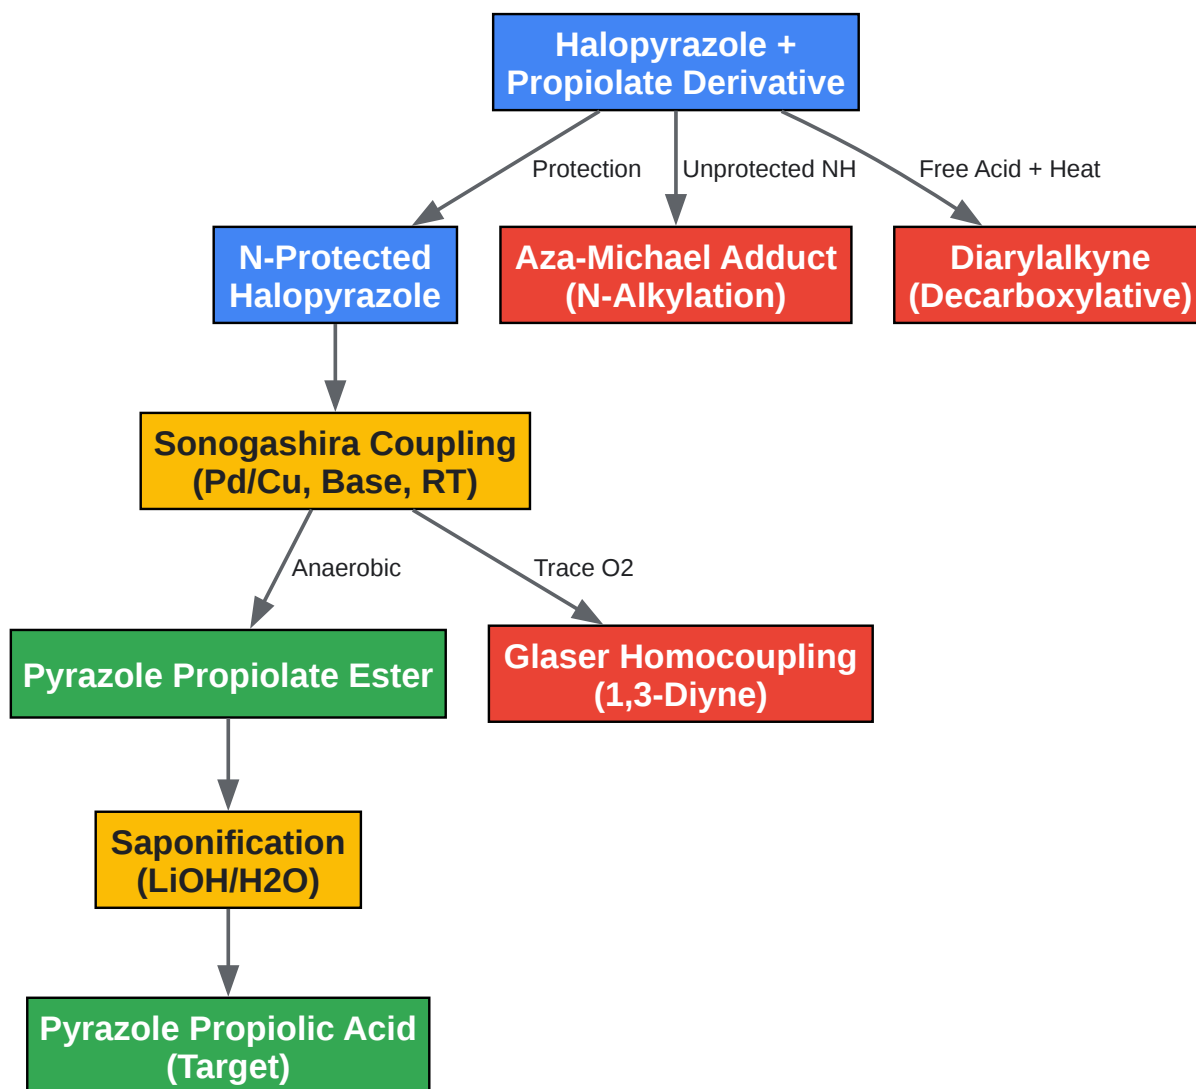 Halopyrazole +
Propiolate Derivative
Protection
Unprotected NH
Free Acid + Heat
N-Protected
Halopyrazole
Aza-Michael Adduct
(N-Alkylation)
Diarylalkyne
(Decarboxylative)
Sonogashira Coupling
(Pd/Cu, Base, RT)
Anaerobic
Trace O2
Pyrazole Propiolate Ester
Glaser Homocoupling
(1,3-Diyne)
Saponification
(LiOH/H2O)
Pyrazole Propiolic Acid
(Target)